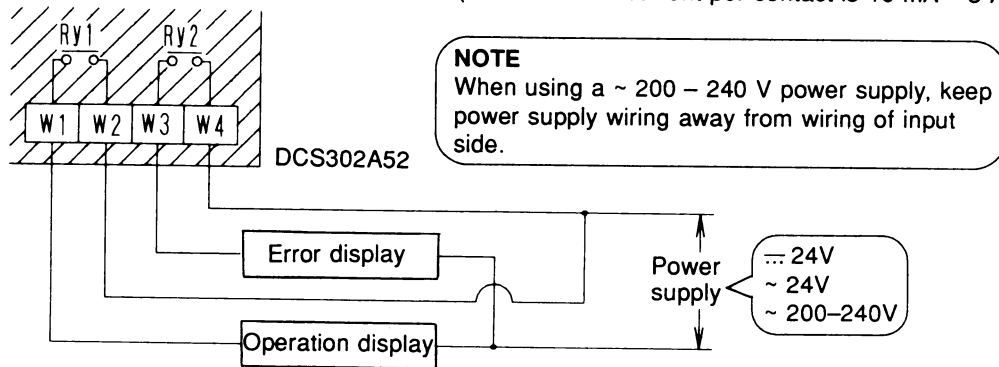 Ry1 Ry2
W1 W2 W3 W4
DCS302A52
NOTE
When using a ~ 200 – 240 V power supply, keep
power supply wiring away from wiring of input
side.
Error display
Operation display
Power
supply
⎓ 24V
~ 24V
~ 200–240V